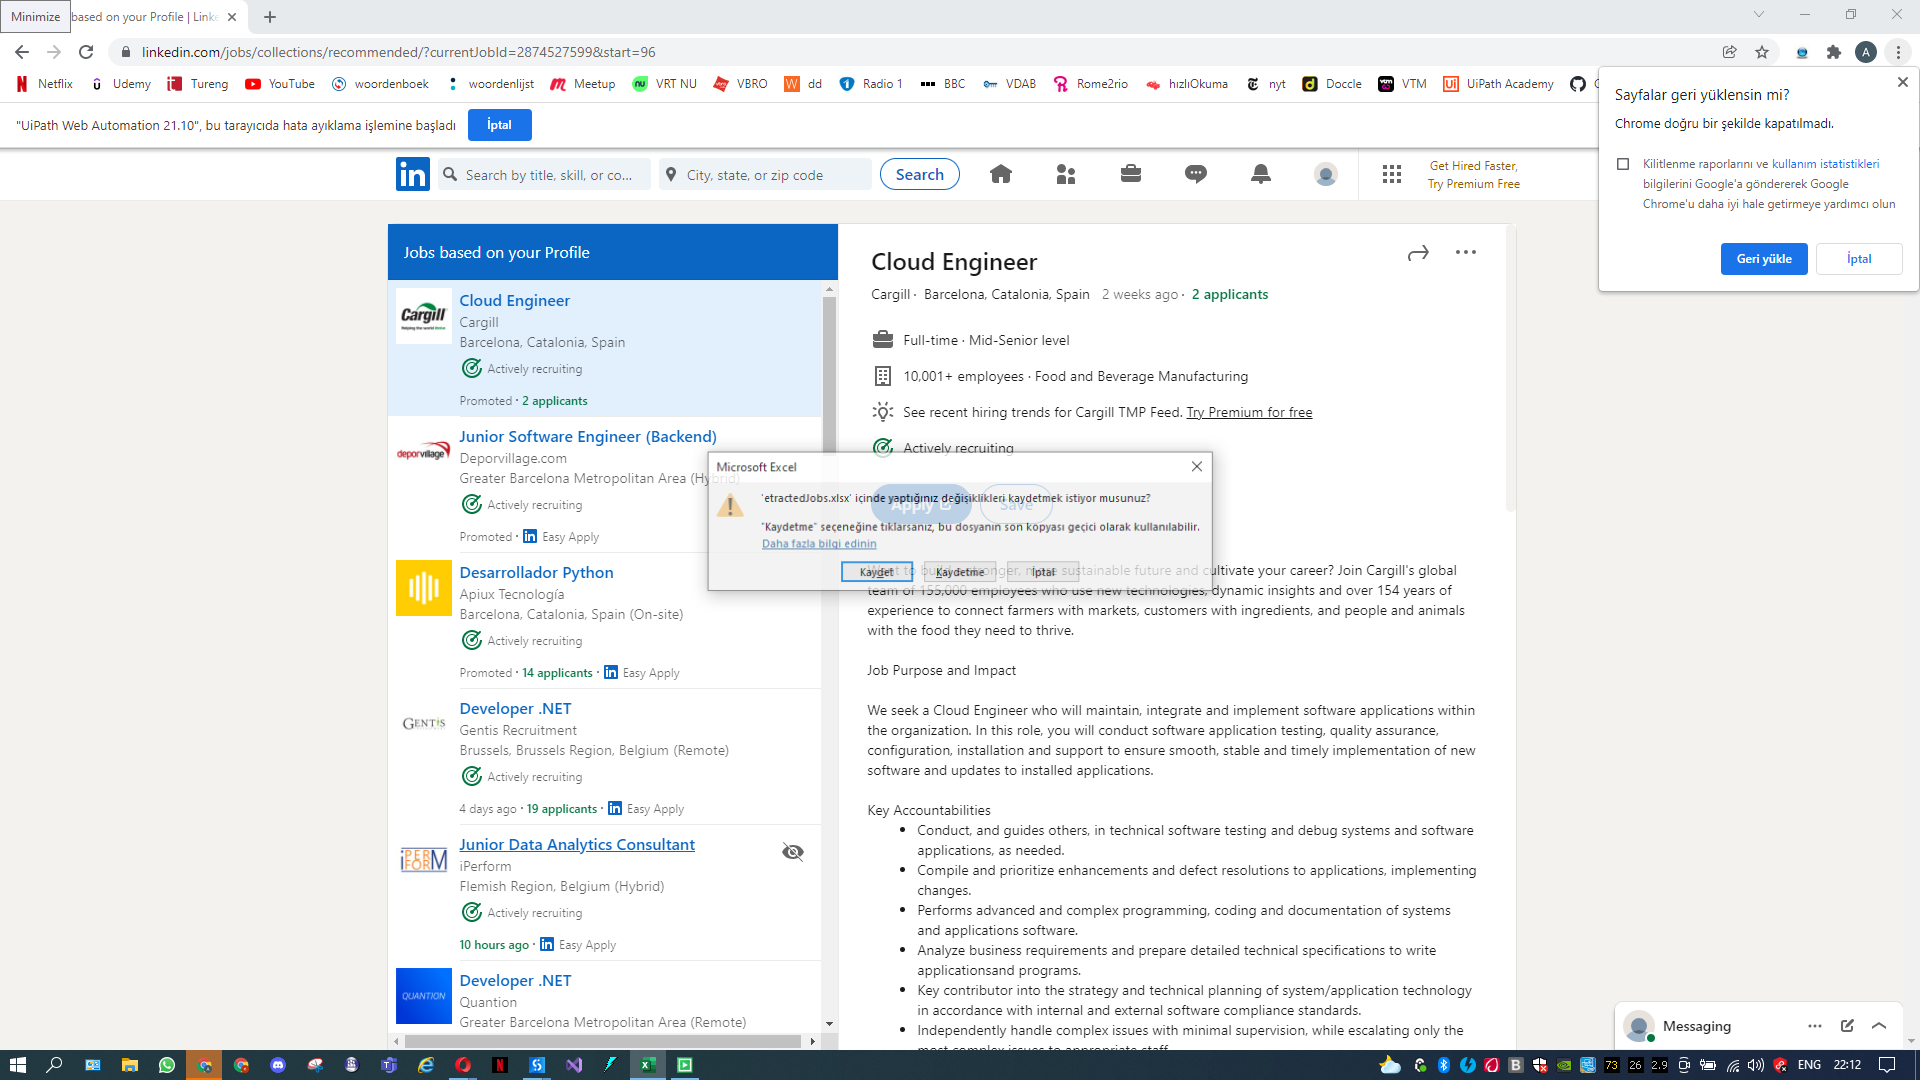 Minimize
based on your Profile | Linke
linkedin.com/jobs/collections/recommended/?currentJobId=2874527599&start=96
A
Netflix
Udemy
Tureng
YouTube
woordenboek
woordenlijst
Meetup
VRT NU
VBRO
dd
Radio 1
BBC
VDAB
Rome2rio
hızlıOkuma
nyt
Doccle
VTM
UiPath Academy
"UiPath Web Automation 21.10", bu tarayıcıda hata ayıklama işlemine başladı
İptal
Sayfalar geri yüklensin mi?
Chrome doğru bir şekilde kapatılmadı.
Kilitlenme raporlarını ve kullanım istatistikleri
bilgilerini Google'a göndererek Google
Chrome'u daha iyi hale getirmeye yardımcı olun
Geri yükle
İptal
in
Search by title, skill, or co...
City, state, or zip code
Search
Get Hired Faster,
Try Premium Free
Jobs based on your Profile
Cargill
Cloud Engineer
Cargill
Barcelona, Catalonia, Spain
Actively recruiting
Promoted · 2 applicants
deporvillage
Junior Software Engineer (Backend)
Deporvillage.com
Greater Barcelona Metropolitan Area (Hybrid)
Actively recruiting
Promoted · Easy Apply
Desarrollador Python
Apiux Tecnología
Barcelona, Catalonia, Spain (On-site)
Actively recruiting
Promoted · 14 applicants · Easy Apply
GENTIS
Developer .NET
Gentis Recruitment
Brussels, Brussels Region, Belgium (Remote)
Actively recruiting
4 days ago · 19 applicants · Easy Apply
iPERFORM
Junior Data Analytics Consultant
iPerform
Flemish Region, Belgium (Hybrid)
Actively recruiting
10 hours ago · Easy Apply
QUANTION
Developer .NET
Quantion
Greater Barcelona Metropolitan Area (Remote)
Cloud Engineer
Cargill · Barcelona, Catalonia, Spain 2 weeks ago · 2 applicants
Full-time · Mid-Senior level
10,001+ employees · Food and Beverage Manufacturing
See recent hiring trends for Cargill TMP Feed. Try Premium for free
Actively recruiting
Apply
Save
Microsoft Excel
'etractedJobs.xlsx' içinde yaptığınız değişiklikleri kaydetmek istiyor musunuz?
"Kaydetme" seçeneğine tıklarsanız, bu dosyanın son kopyası geçici olarak kullanılabilir.
Daha fazla bilgi edinin
Kaydet
Kaydetme
İptal
sustainable future and cultivate your career? Join Cargill's global
team of 155,000 employees who use new technologies, dynamic insights and over 154 years of
experience to connect farmers with markets, customers with ingredients, and people and animals
with the food they need to thrive.
Job Purpose and Impact
We seek a Cloud Engineer who will maintain, integrate and implement software applications within
the organization. In this role, you will conduct software application testing, quality assurance,
configuration, installation and support to ensure smooth, stable and timely implementation of new
software and updates to installed applications.
Key Accountabilities
• Conduct, and guides others, in technical software testing and debug systems and software
applications, as needed.
• Compile and prioritize enhancements and defect resolutions to applications, implementing
changes.
• Performs advanced and complex programming, coding and documentation of systems
and applications software.
• Analyze business requirements and prepare detailed technical specifications to write
applicationsand programs.
• Key contributor into the strategy and technical planning of system/application technology
in accordance with internal and external software compliance standards.
• Independently handle complex issues with minimal supervision, while escalating only the
most complex issues to appropriate staff.
Messaging
73
26
2.9
ENG
22:12